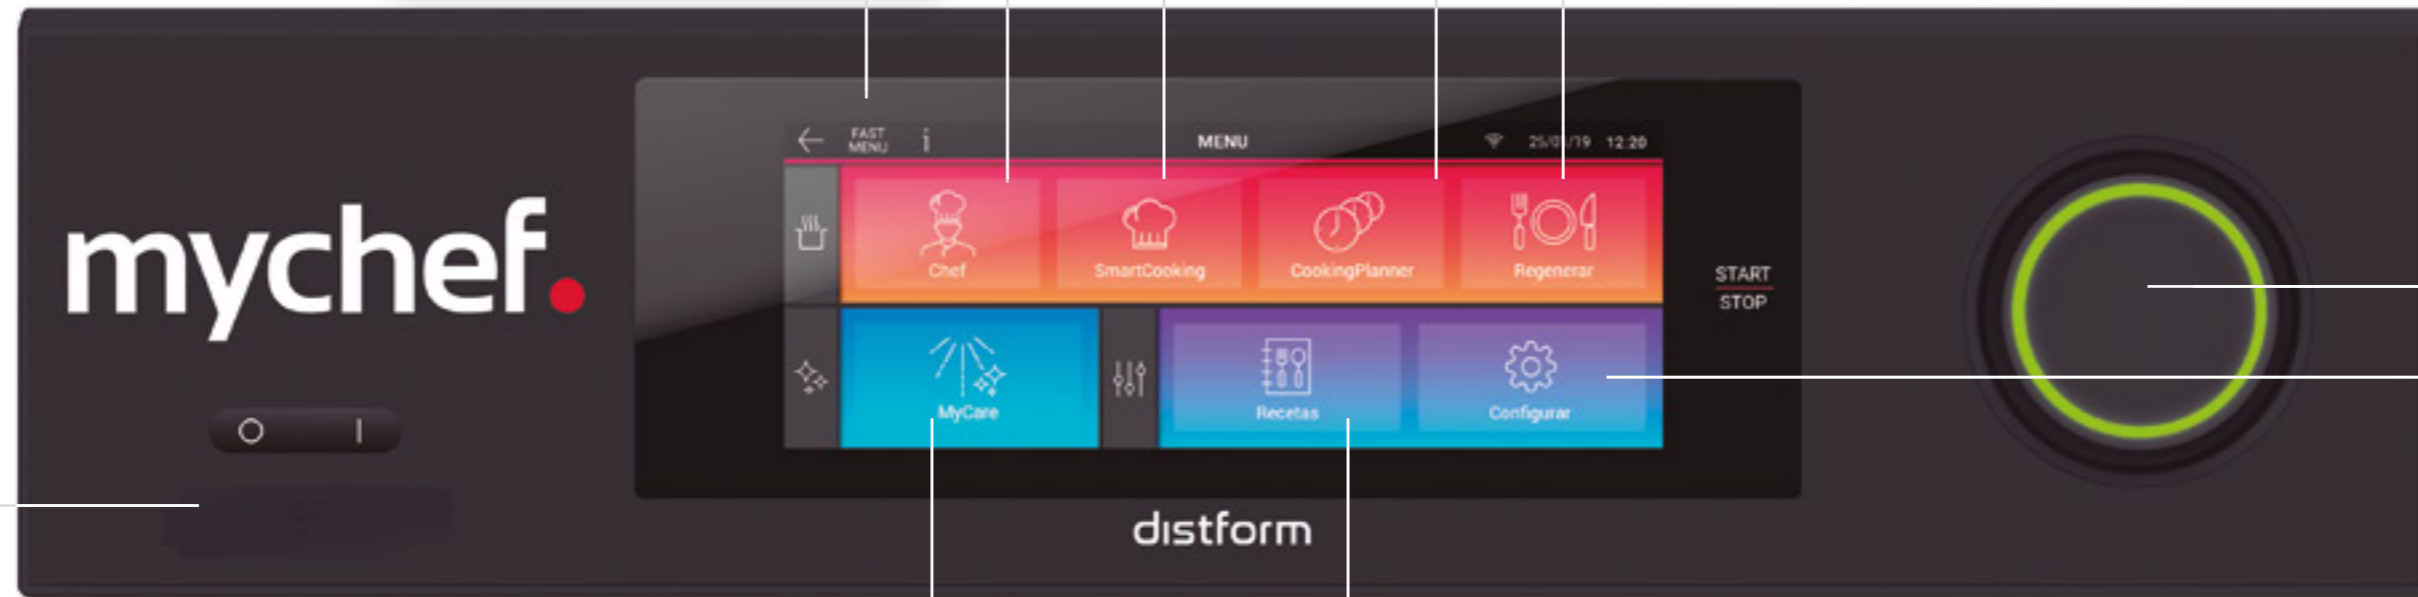 FAST
MENU
i
MENU
12:20
Chef
SmartCooking
CookingPlanner
Regenerar
START
STOP
mychef.
MyCare
Recetas
Configurar
O I
distform